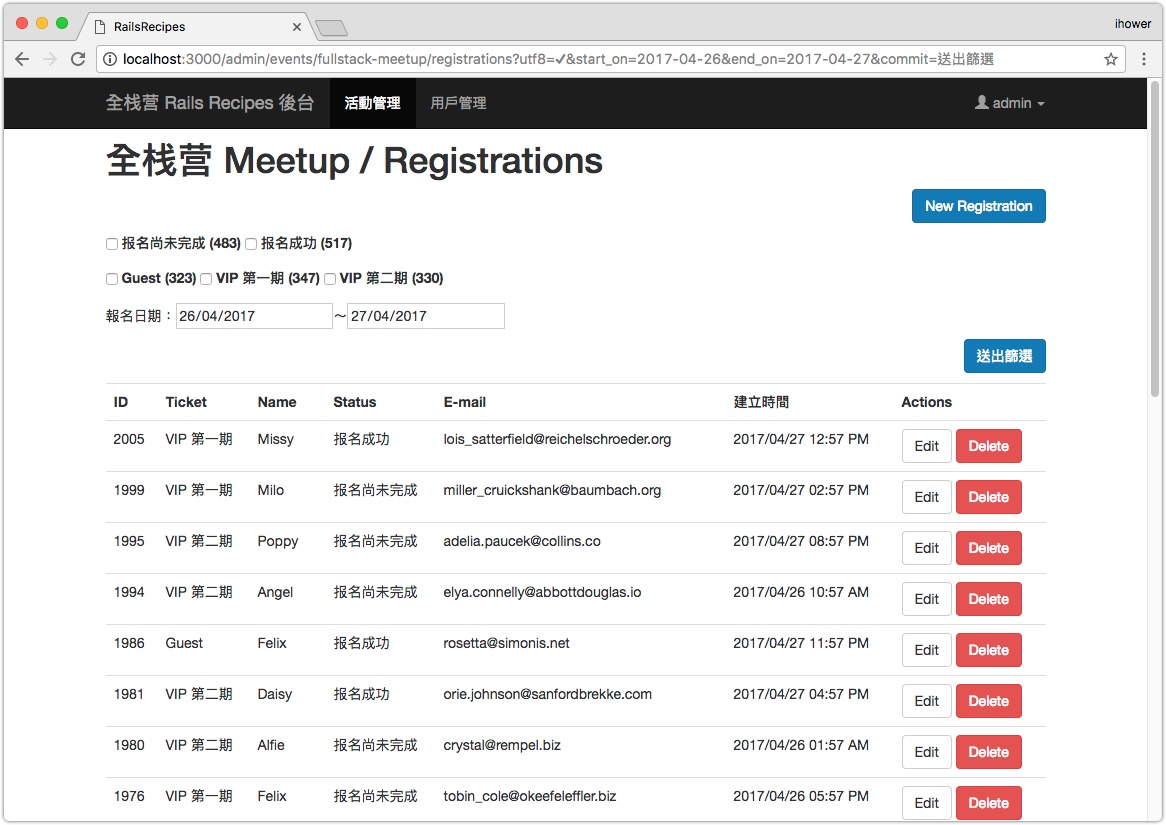 RailsRecipes
ihower
localhost:3000/admin/events/fullstack-meetup/registrations?utf8=✓&start_on=2017-04-26&end_on=2017-04-27&commit=送出篩選
全栈营 Rails Recipes 後台 活動管理 用戶管理 admin
全栈营 Meetup / Registrations
New Registration
报名尚未完成 (483) 报名成功 (517)
Guest (323) VIP 第一期 (347) VIP 第二期 (330)
報名日期：26/04/2017～27/04/2017
送出篩選
ID Ticket Name Status E-mail 建立時間 Actions
2005 VIP 第一期 Missy 报名成功 lois_satterfield@reichelschroeder.org 2017/04/27 12:57 PM Edit Delete
1999 VIP 第一期 Milo 报名尚未完成 miller_cruickshank@baumbach.org 2017/04/27 02:57 PM Edit Delete
1995 VIP 第二期 Poppy 报名尚未完成 adelia.paucek@collins.co 2017/04/27 08:57 PM Edit Delete
1994 VIP 第二期 Angel 报名尚未完成 elya.connelly@abbottdouglas.io 2017/04/26 10:57 AM Edit Delete
1986 Guest Felix 报名成功 rosetta@simonis.net 2017/04/27 11:57 PM Edit Delete
1981 VIP 第二期 Daisy 报名成功 orie.johnson@sanfordbrekke.com 2017/04/27 04:57 PM Edit Delete
1980 VIP 第二期 Alfie 报名尚未完成 crystal@rempel.biz 2017/04/26 01:57 AM Edit Delete
1976 VIP 第一期 Felix 报名尚未完成 tobin_cole@okeefeleffler.biz 2017/04/26 05:57 PM Edit Delete